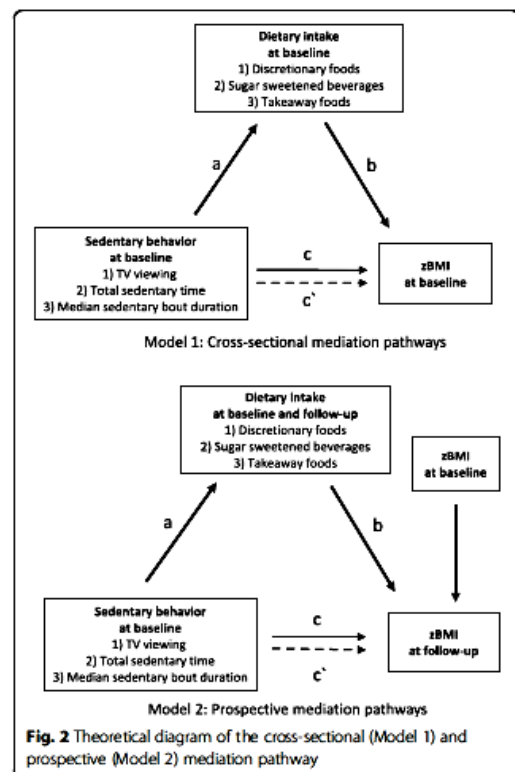 Dietary intake
at baseline
1) Discretionary foods
2) Sugar sweetened beverages
3) Takeaway foods
a
b
Sedentary behavior
at baseline
1) TV viewing
2) Total sedentary time
3) Median sedentary bout duration
c
c`
zBMI
at baseline
Model 1: Cross-sectional mediation pathways
Dietary intake
at baseline and follow-up
1) Discretionary foods
2) Sugar sweetened beverages
3) Takeaway foods
zBMI
at baseline
a
b
Sedentary behavior
at baseline
1) TV viewing
2) Total sedentary time
3) Median sedentary bout duration
c
c`
zBMI
at follow-up
Model 2: Prospective mediation pathways
Fig. 2 Theoretical diagram of the cross-sectional (Model 1) and
prospective (Model 2) mediation pathway